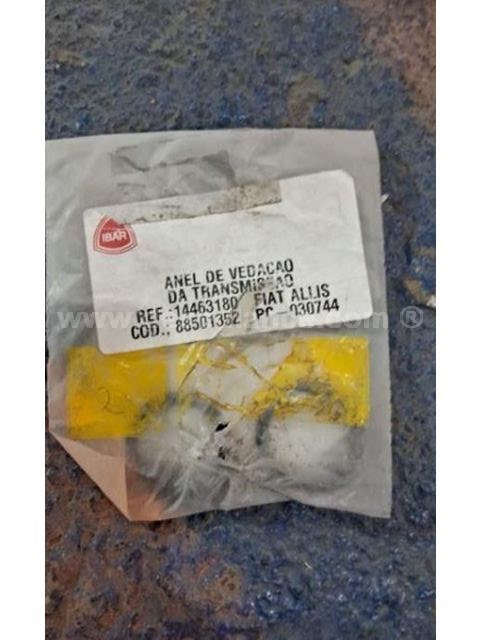 IBAR
ANEL DE VEDACAO
DA TRANSMISSAO
REF.:14463180 FIAT ALLIS
COD.: 88501352 PC-030744
®